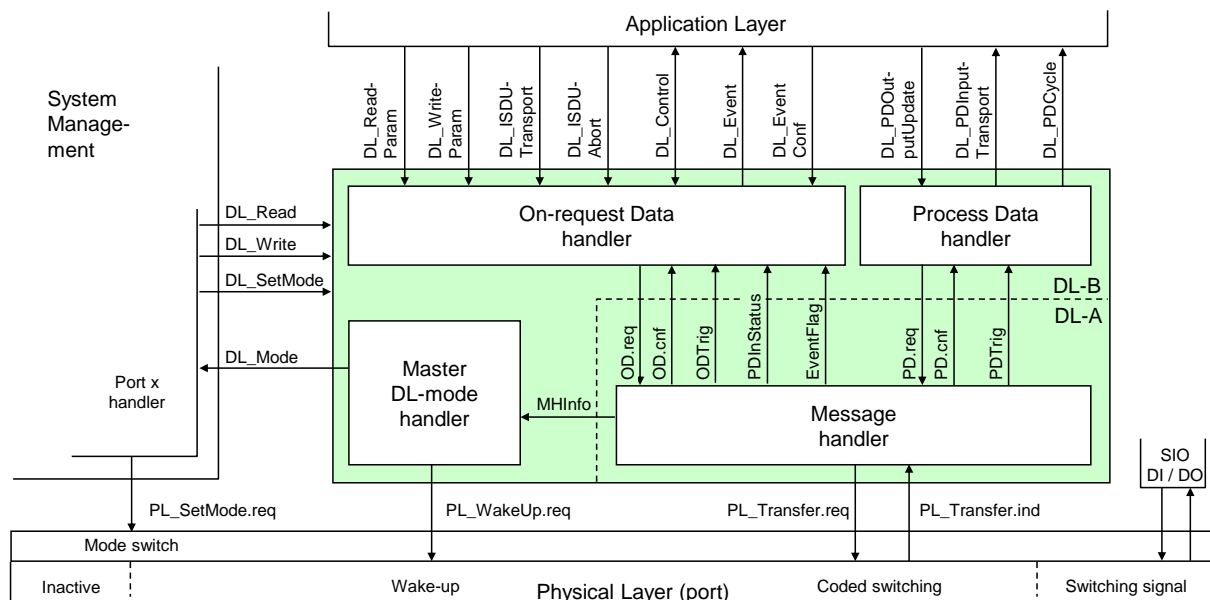 Application Layer
System
Manage-
ment
DL_Read-
Param
DL_Write-
Param
DL_ISDU-
Transport
DL_ISDU-
Abort
DL_Control
DL_Event
DL_Event
Conf
DL_PDOut-
putUpdate
DL_PDInput-
Transport
DL_PDCycle
DL_Read
DL_Write
DL_SetMode
DL_Mode
On-request Data
handler
Process Data
handler
DL-B
DL-A
OD.req
OD.cnf
ODTrig
PDInStatus
EventFlag
PD.req
PD.cnf
PDTrig
Port x
handler
Master
DL-mode
handler
MHInfo
Message
handler
SIO
DI / DO
PL_SetMode.req
PL_WakeUp.req
PL_Transfer.req
PL_Transfer.ind
Mode switch
Inactive
Wake-up
Physical Layer (port)
Coded switching
Switching signal